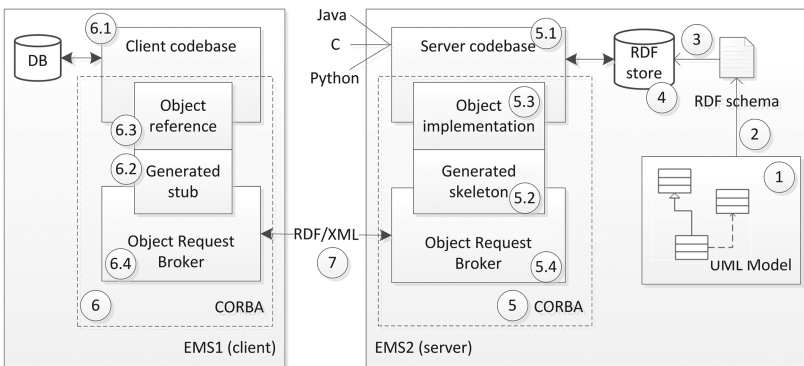 6.1
Client codebase
DB
Object
reference
6.3
6.2
Generated
stub
Object Request
Broker
6.4
6
CORBA
EMS1 (client)
RDF/XML
7
Java
C
Python
5.1
Server codebase
5.3
Object
implementation
Generated
skeleton
5.2
Object Request
Broker
5.4
5
CORBA
EMS2 (server)
RDF
store
4
3
RDF schema
2
1
UML Model